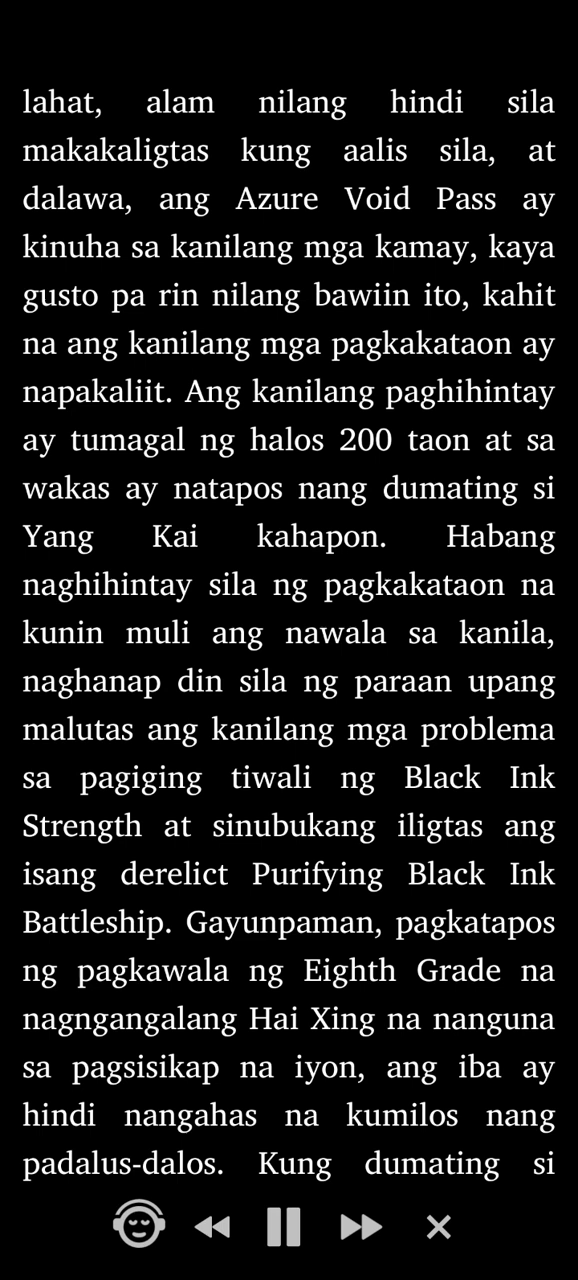 lahat, alam nilang hindi sila
makakaligtas kung aalis sila, at
dalawa, ang Azure Void Pass ay
kinuha sa kanilang mga kamay, kaya
gusto pa rin nilang bawiin ito, kahit
na ang kanilang mga pagkakataon ay
napakaliit. Ang kanilang paghihintay
ay tumagal ng halos 200 taon at sa
wakas ay natapos nang dumating si
Yang Kai kahapon. Habang
naghihintay sila ng pagkakataon na
kunin muli ang nawala sa kanila,
naghanap din sila ng paraan upang
malutas ang kanilang mga problema
sa pagiging tiwali ng Black Ink
Strength at sinubukang iligtas ang
isang derelict Purifying Black Ink
Battleship. Gayunpaman, pagkatapos
ng pagkawala ng Eighth Grade na
nagngangalang Hai Xing na nanguna
sa pagsisikap na iyon, ang iba ay
hindi nangahas na kumilos nang
padalus-dalos. Kung dumating si